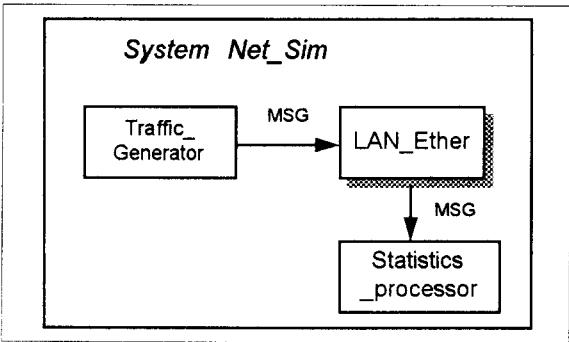 System Net_Sim
Traffic_
Generator
MSG
LAN_Ether
MSG
Statistics
_processor